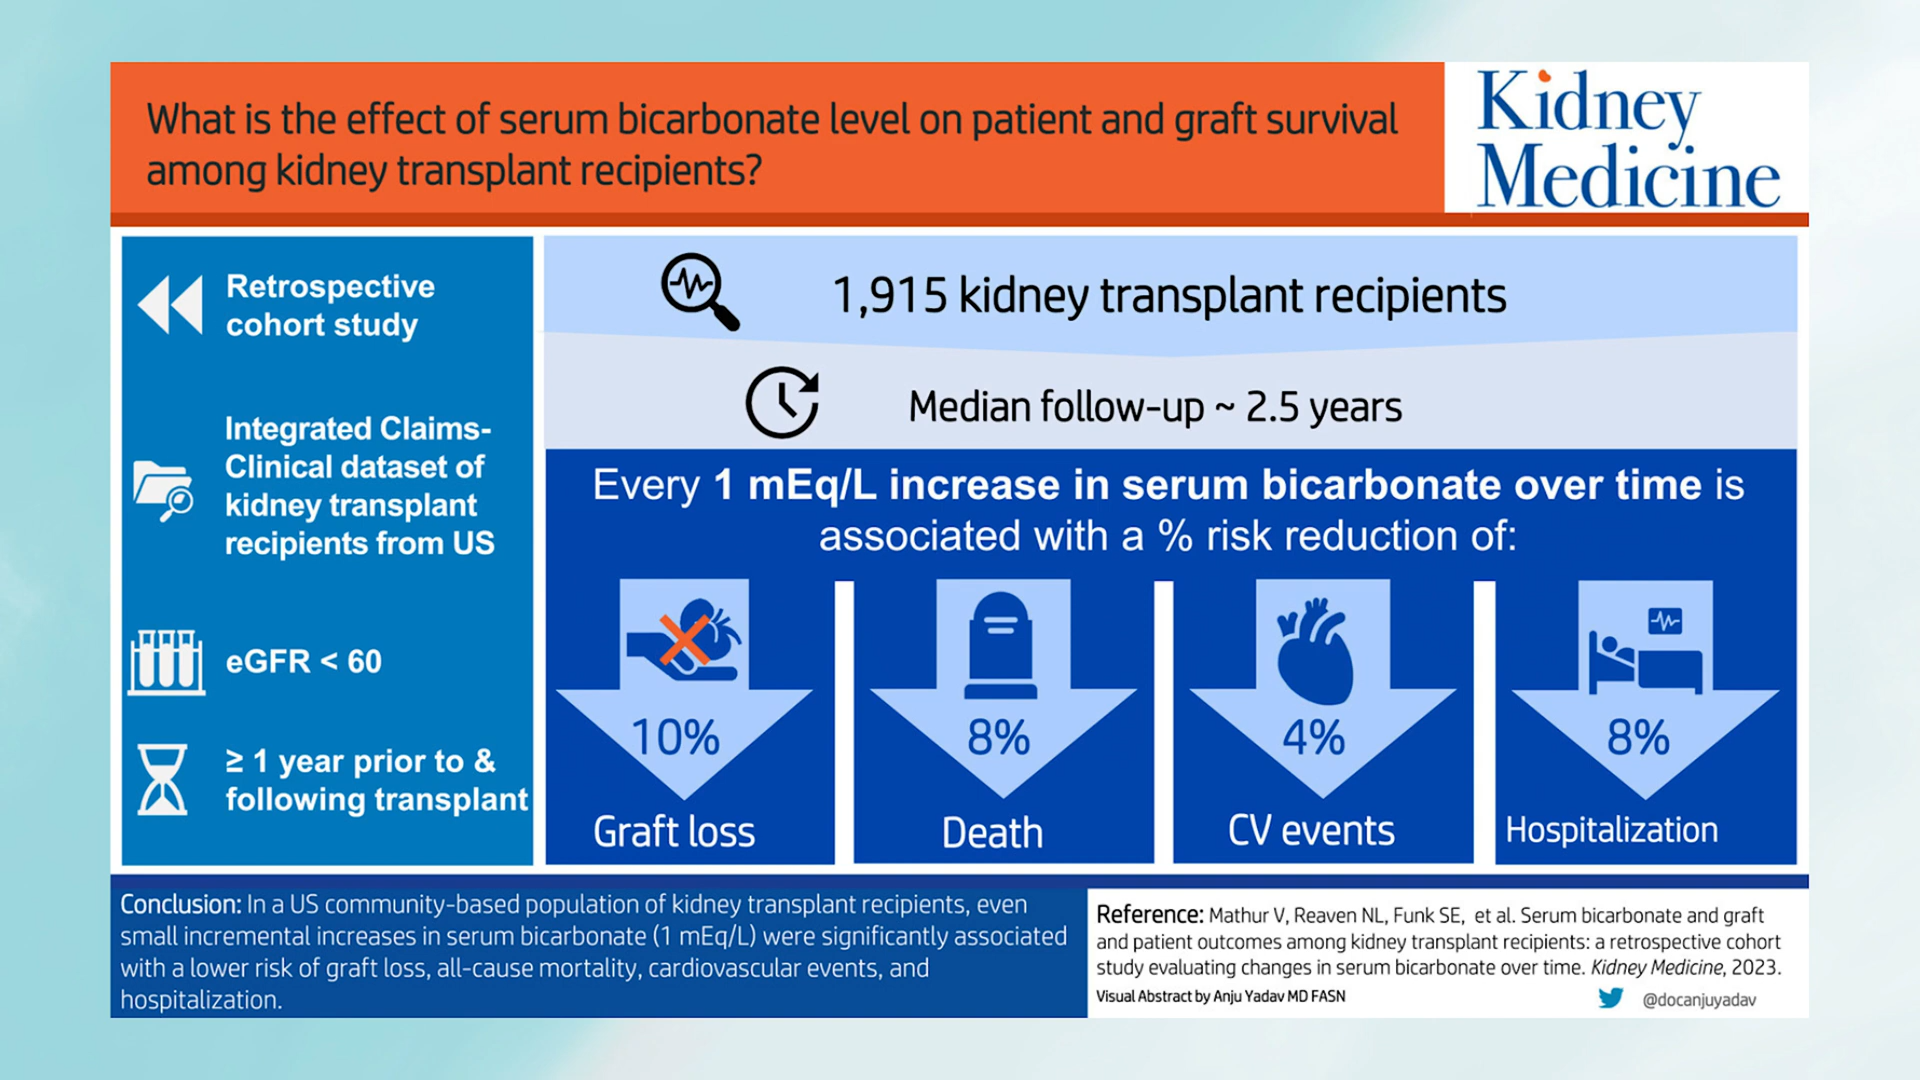 What is the effect of serum bicarbonate level on patient and graft survival
among kidney transplant recipients?
Kidney
Medicine
Retrospective
cohort study
Integrated Claims-
Clinical dataset of
kidney transplant
recipients from US
eGFR < 60
≥ 1 year prior to &
following transplant
1,915 kidney transplant recipients
Median follow-up ~ 2.5 years
Every 1 mEq/L increase in serum bicarbonate over time is
associated with a % risk reduction of:
10%
Graft loss
8%
Death
4%
CV events
8%
Hospitalization
Conclusion: In a US community-based population of kidney transplant recipients, even
small incremental increases in serum bicarbonate (1 mEq/L) were significantly associated
with a lower risk of graft loss, all-cause mortality, cardiovascular events, and
hospitalization.
Reference: Mathur V, Reaven NL, Funk SE, et al. Serum bicarbonate and graft
and patient outcomes among kidney transplant recipients: a retrospective cohort
study evaluating changes in serum bicarbonate over time. Kidney Medicine, 2023.
Visual Abstract by Anju Yadav MD FASN
@docanjuyadav